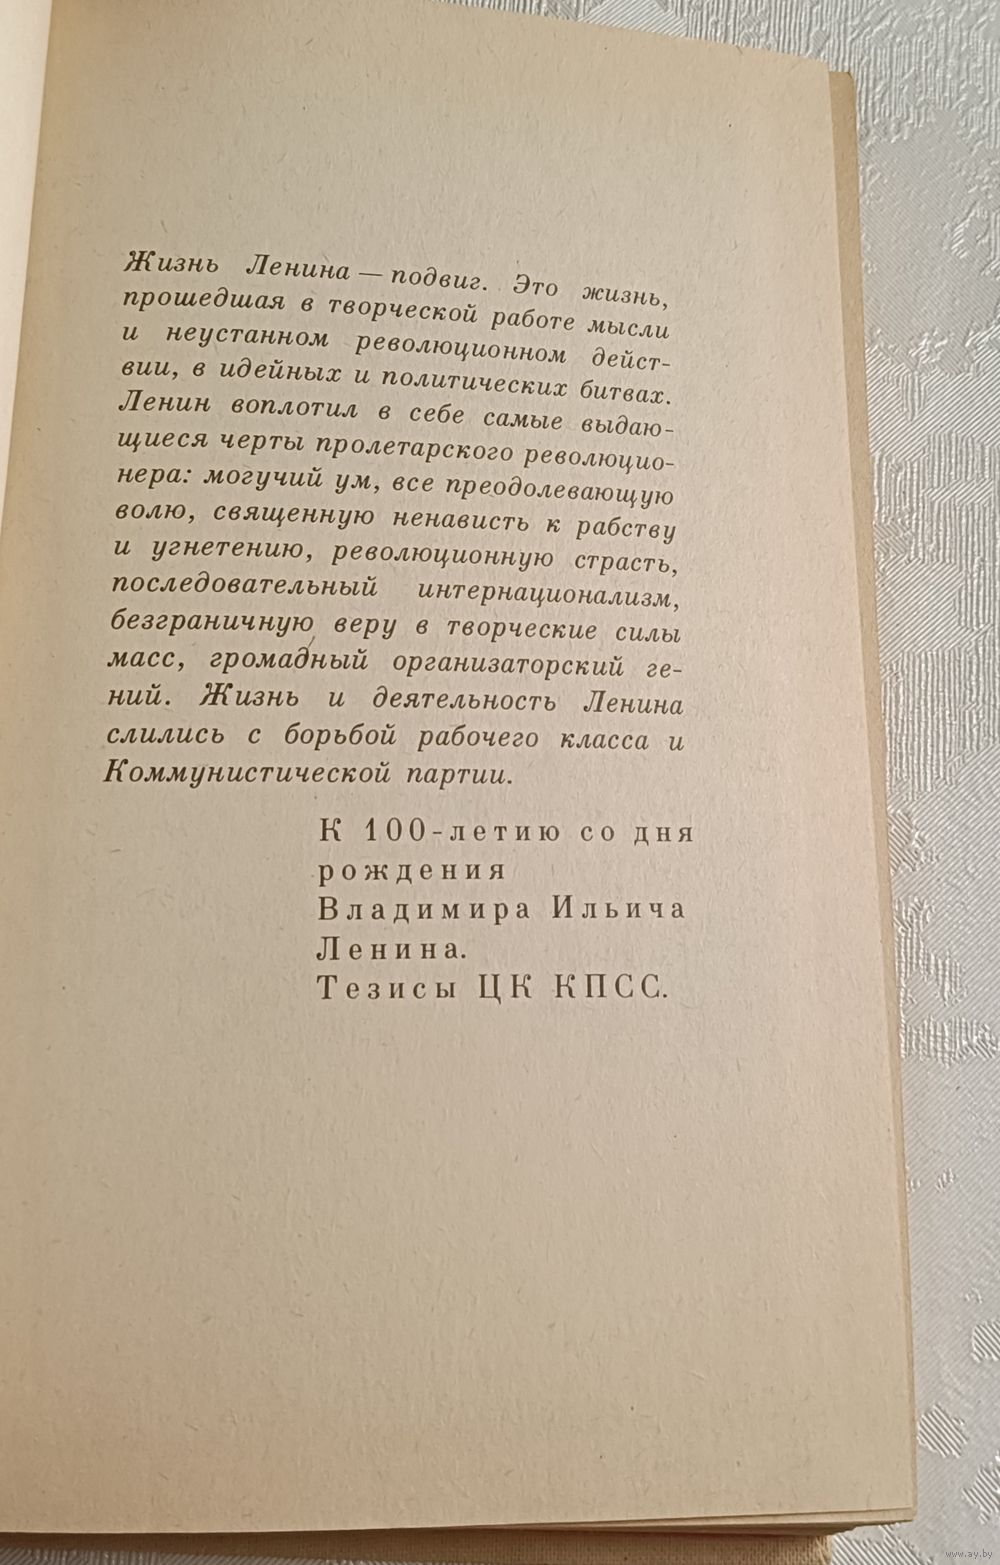 Жизнь Ленина — подвиг. Это жизнь,
прошедшая в творческой работе мысли
и неустанном революционном дейст-
вии, в идейных и политических битвах.
Ленин воплотил в себе самые выдаю-
щиеся черты пролетарского революцио-
нера: могучий ум, все преодолевающую
волю, священную ненависть к рабству
и угнетению, революционную страсть,
последовательный интернационализм,
безграничную веру в творческие силы
масс, громадный организаторский ге-
ний. Жизнь и деятельность Ленина
слились с борьбой рабочего класса и
Коммунистической партии.
К 100-летию со дня
рождения
Владимира Ильича
Ленина.
Тезисы ЦК КПСС.
www.ay.by